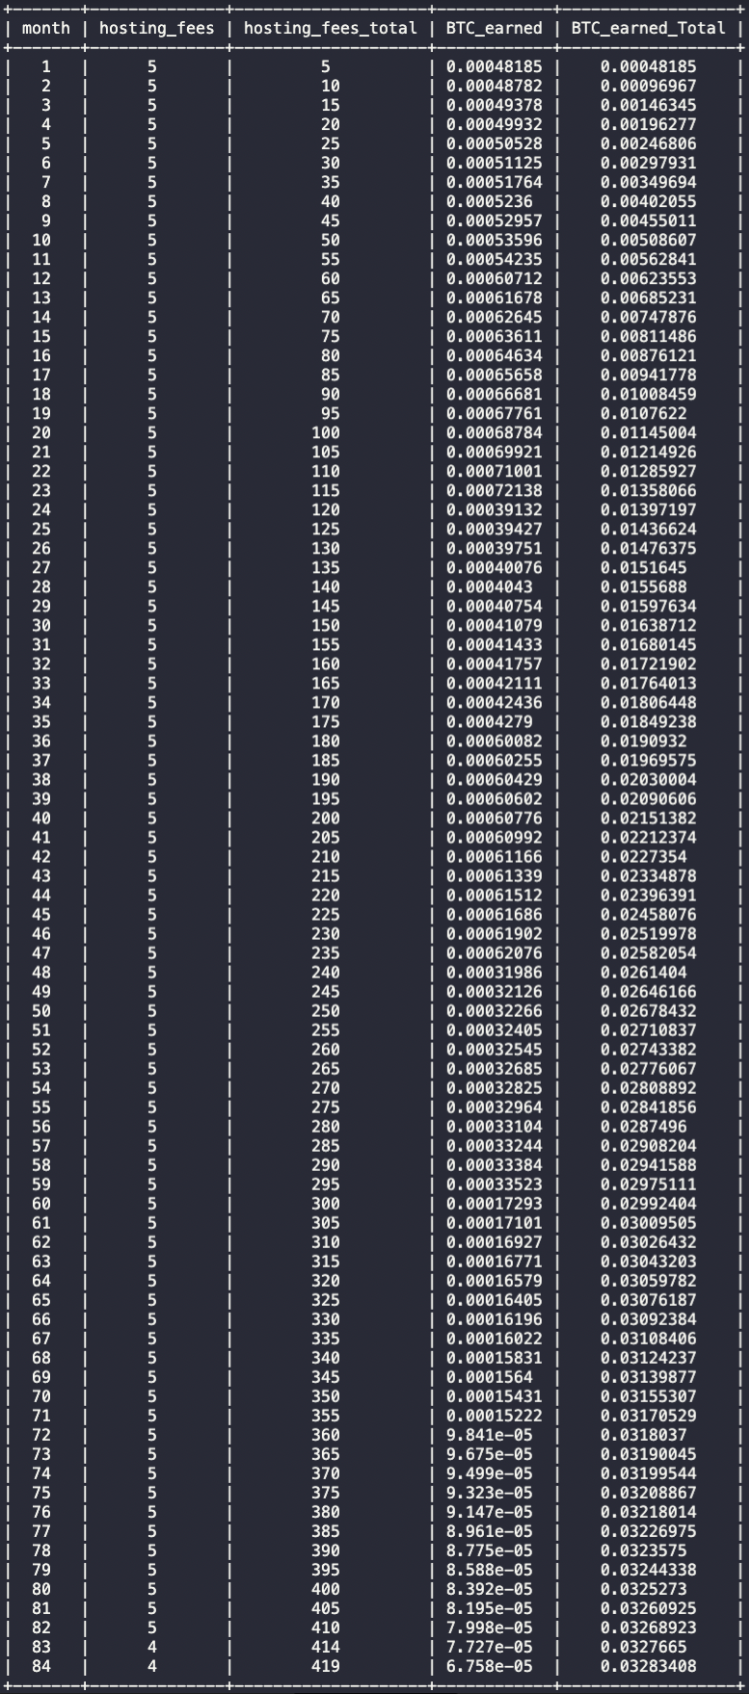 month | hosting_fees | hosting_fees_total | BTC_earned | BTC_earned_Total
1 | 5 | 5 | 0.00048185 | 0.00048185
2 | 5 | 10 | 0.00048782 | 0.00096967
3 | 5 | 15 | 0.00049378 | 0.00146345
4 | 5 | 20 | 0.00049932 | 0.00196277
5 | 5 | 25 | 0.00050528 | 0.00246806
6 | 5 | 30 | 0.00051125 | 0.00297931
7 | 5 | 35 | 0.00051764 | 0.00349694
8 | 5 | 40 | 0.0005236 | 0.00402055
9 | 5 | 45 | 0.00052957 | 0.00455011
10 | 5 | 50 | 0.00053596 | 0.00508607
11 | 5 | 55 | 0.00054235 | 0.00562841
12 | 5 | 60 | 0.00060712 | 0.00623553
13 | 5 | 65 | 0.00061678 | 0.00685231
14 | 5 | 70 | 0.00062645 | 0.00747876
15 | 5 | 75 | 0.00063611 | 0.00811486
16 | 5 | 80 | 0.00064634 | 0.00876121
17 | 5 | 85 | 0.00065658 | 0.00941778
18 | 5 | 90 | 0.00066681 | 0.01008459
19 | 5 | 95 | 0.00067761 | 0.0107622
20 | 5 | 100 | 0.00068784 | 0.01145004
21 | 5 | 105 | 0.00069921 | 0.01214926
22 | 5 | 110 | 0.00071001 | 0.01285927
23 | 5 | 115 | 0.00072138 | 0.01358066
24 | 5 | 120 | 0.00039132 | 0.01397197
25 | 5 | 125 | 0.00039427 | 0.01436624
26 | 5 | 130 | 0.00039751 | 0.01476375
27 | 5 | 135 | 0.00040076 | 0.0151645
28 | 5 | 140 | 0.0004043 | 0.0155688
29 | 5 | 145 | 0.00040754 | 0.01597634
30 | 5 | 150 | 0.00041079 | 0.01638712
31 | 5 | 155 | 0.00041433 | 0.01680145
32 | 5 | 160 | 0.00041757 | 0.01721902
33 | 5 | 165 | 0.00042111 | 0.01764013
34 | 5 | 170 | 0.00042436 | 0.01806448
35 | 5 | 175 | 0.0004279 | 0.01849238
36 | 5 | 180 | 0.00060082 | 0.0190932
37 | 5 | 185 | 0.00060255 | 0.01969575
38 | 5 | 190 | 0.00060429 | 0.02030004
39 | 5 | 195 | 0.00060602 | 0.02090606
40 | 5 | 200 | 0.00060776 | 0.02151382
41 | 5 | 205 | 0.00060992 | 0.02212374
42 | 5 | 210 | 0.00061166 | 0.0227354
43 | 5 | 215 | 0.00061339 | 0.02334878
44 | 5 | 220 | 0.00061512 | 0.02396391
45 | 5 | 225 | 0.00061686 | 0.02458076
46 | 5 | 230 | 0.00061902 | 0.02519978
47 | 5 | 235 | 0.00062076 | 0.02582054
48 | 5 | 240 | 0.00031986 | 0.0261404
49 | 5 | 245 | 0.00032126 | 0.02646166
50 | 5 | 250 | 0.00032266 | 0.02678432
51 | 5 | 255 | 0.00032405 | 0.02710837
52 | 5 | 260 | 0.00032545 | 0.02743382
53 | 5 | 265 | 0.00032685 | 0.02776067
54 | 5 | 270 | 0.00032825 | 0.02808892
55 | 5 | 275 | 0.00032964 | 0.02841856
56 | 5 | 280 | 0.00033104 | 0.0287496
57 | 5 | 285 | 0.00033244 | 0.02908204
58 | 5 | 290 | 0.00033384 | 0.02941588
59 | 5 | 295 | 0.00033523 | 0.02975111
60 | 5 | 300 | 0.00017293 | 0.02992404
61 | 5 | 305 | 0.00017101 | 0.03009505
62 | 5 | 310 | 0.00016927 | 0.03026432
63 | 5 | 315 | 0.00016771 | 0.03043203
64 | 5 | 320 | 0.00016579 | 0.03059782
65 | 5 | 325 | 0.00016405 | 0.03076187
66 | 5 | 330 | 0.00016196 | 0.03092384
67 | 5 | 335 | 0.00016022 | 0.03108406
68 | 5 | 340 | 0.00015831 | 0.03124237
69 | 5 | 345 | 0.0001564 | 0.03139877
70 | 5 | 350 | 0.00015431 | 0.03155307
71 | 5 | 355 | 0.00015222 | 0.03170529
72 | 5 | 360 | 9.841e-05 | 0.0318037
73 | 5 | 365 | 9.675e-05 | 0.03190045
74 | 5 | 370 | 9.499e-05 | 0.03199544
75 | 5 | 375 | 9.323e-05 | 0.03208867
76 | 5 | 380 | 9.147e-05 | 0.03218014
77 | 5 | 385 | 8.961e-05 | 0.03226975
78 | 5 | 390 | 8.775e-05 | 0.0323575
79 | 5 | 395 | 8.588e-05 | 0.03244338
80 | 5 | 400 | 8.392e-05 | 0.0325273
81 | 5 | 405 | 8.195e-05 | 0.03260925
82 | 5 | 410 | 7.998e-05 | 0.03268923
83 | 4 | 414 | 7.727e-05 | 0.0327665
84 | 4 | 419 | 6.758e-05 | 0.03283408